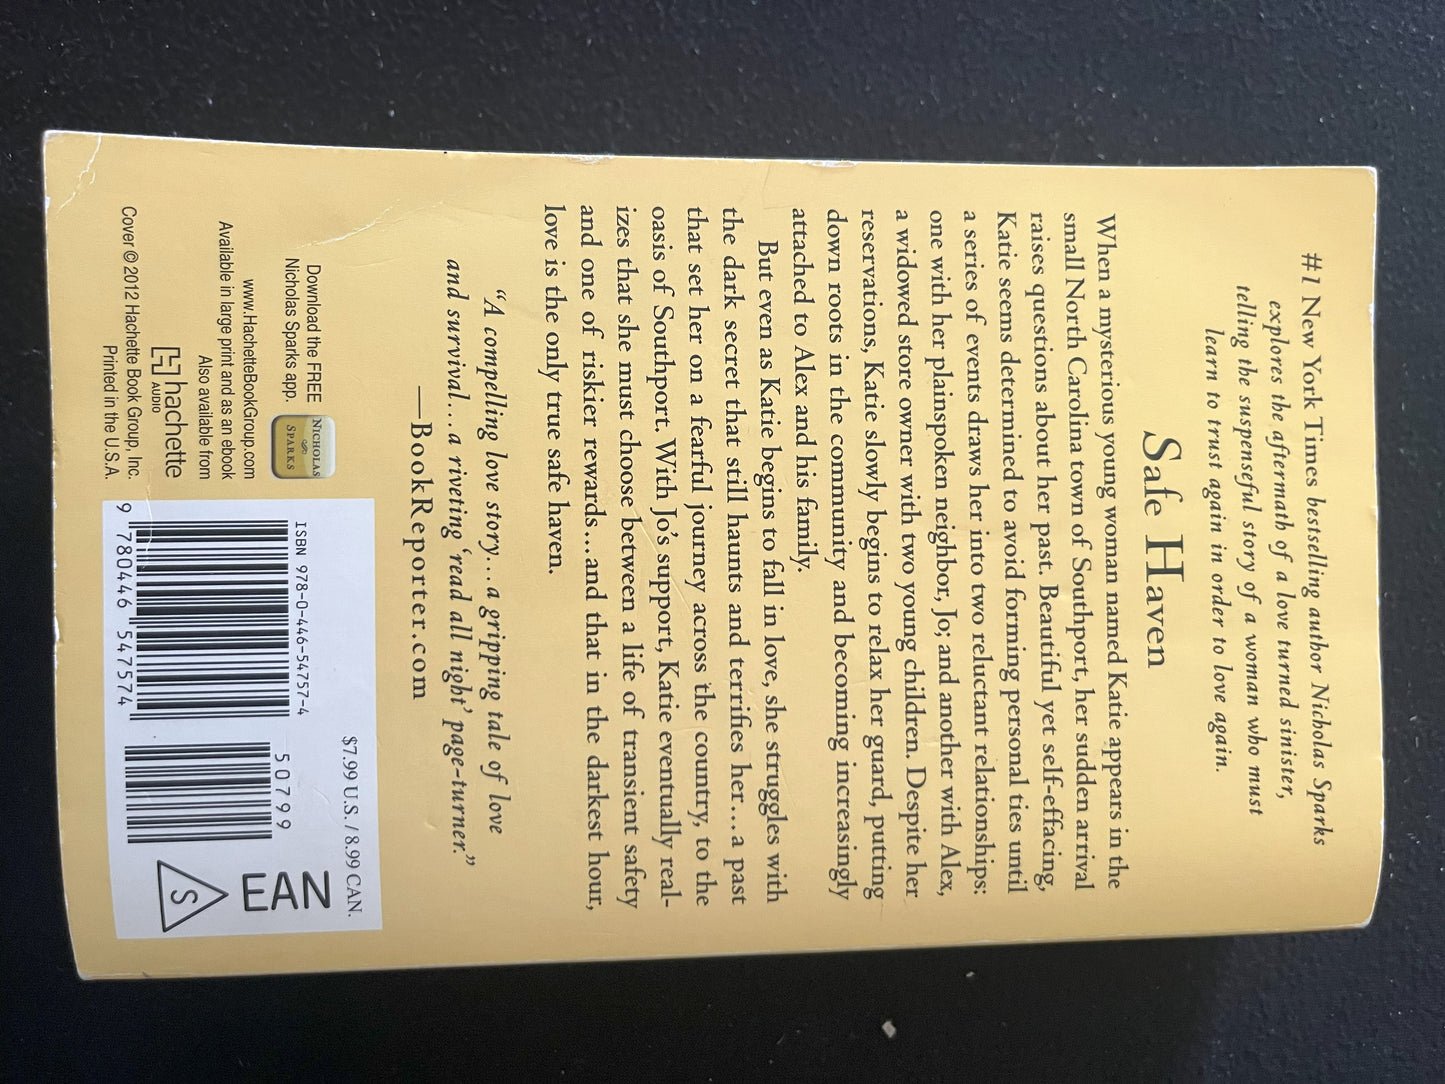 #1 New York Times bestselling author Nicholas Sparks
explores the aftermath of a love turned sinister,
telling the suspenseful story of a woman who must
learn to trust again in order to love again.
Safe Haven
When a mysterious young woman named Katie appears in the
small North Carolina town of Southport, her sudden arrival
raises questions about her past. Beautiful yet self-effacing,
Katie seems determined to avoid forming personal ties until
a series of events draws her into two reluctant relationships:
one with her plainspoken neighbor, Jo; and another with Alex,
a widowed store owner with two young children. Despite her
reservations, Katie slowly begins to relax her guard, putting
down roots in the community and becoming increasingly
attached to Alex and his family.
But even as Katie begins to fall in love, she struggles with
the dark secret that still haunts and terrifies her...a past
that set her on a fearful journey across the country, to the
oasis of Southport. With Jo's support, Katie eventually real-
izes that she must choose between a life of transient safety
and one of riskier rewards...and that in the darkest hour,
love is the only true safe haven.
"A compelling love story...a gripping tale of love
and survival...a riveting 'read all night' page-turner."
—BookReporter.com
Download the FREE
Nicholas Sparks app.
NICHOLAS
SPARKS
www.HachetteBookGroup.com
Available in large print and as an ebook
Also available from
hachette
AUDIO
Cover © 2012 Hachette Book Group, Inc.
Printed in the U.S.A.
$7.99 U.S. / 8.99 CAN.
ISBN 978-0-446-54757-4
50799
9 780446 547574
EAN
S